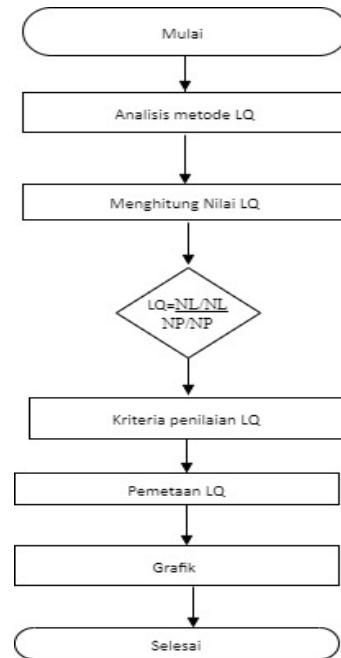 Mulai
Analisis metode LQ
Menghitung Nilai LQ
LQ=NL/NL
NP/NP
Kriteria penilaian LQ
Pemetaan LQ
Grafik
Selesai